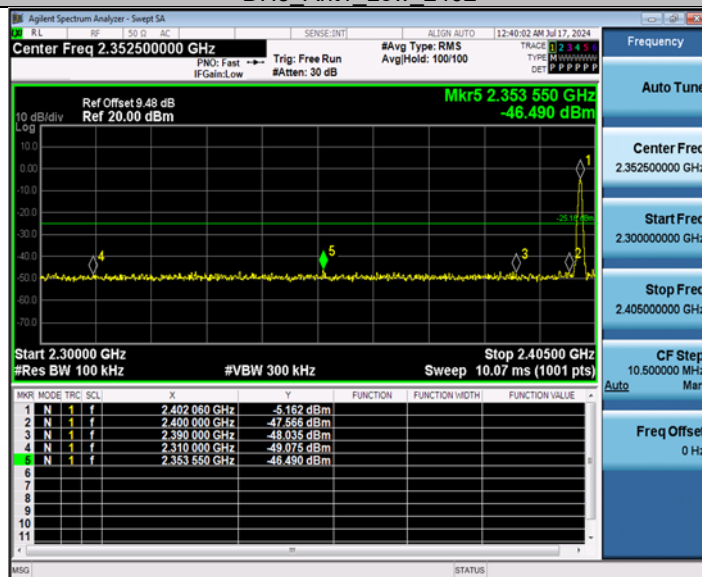 Agilent Spectrum Analyzer - Swept SA
RL RF 50 Ω AC SENSE:INT ALIGN AUTO 12:40:02 AM Jul 17, 2024
Center Freq 2.352500000 GHz
PNO: Fast
IFGain:Low
Trig: Free Run
#Atten: 30 dB
#Avg Type: RMS
Avg|Hold: 100/100
TRACE 1 2 3 4 5 6
TYPE M W W W W W
DET P P P P P P
Frequency
Auto Tune
Center Freq
2.352500000 GHz
Start Freq
2.300000000 GHz
Stop Freq
2.405000000 GHz
CF Step
10.500000 MHz
Auto Man
Freq Offset
0 Hz
Mkr5 2.353 550 GHz
-46.490 dBm
Ref Offset 9.48 dB
10 dB/div Ref 20.00 dBm
Log
10.0
0.00
-10.0
-20.0
-30.0
-40.0
-50.0
-60.0
-70.0
1
2
3
4
5
Start 2.30000 GHz Stop 2.40500 GHz
#Res BW 100 kHz #VBW 300 kHz Sweep 10.07 ms (1001 pts)
MKR MODE TRC SCL X Y FUNCTION FUNCTION WIDTH FUNCTION VALUE
1 N 1 f 2.402 060 GHz -5.162 dBm
2 N 1 f 2.400 000 GHz -47.566 dBm
3 N 1 f 2.390 000 GHz -48.035 dBm
4 N 1 f 2.310 000 GHz -49.075 dBm
5 N 1 f 2.353 550 GHz -46.490 dBm
6
7
8
9
10
11
MSG STATUS